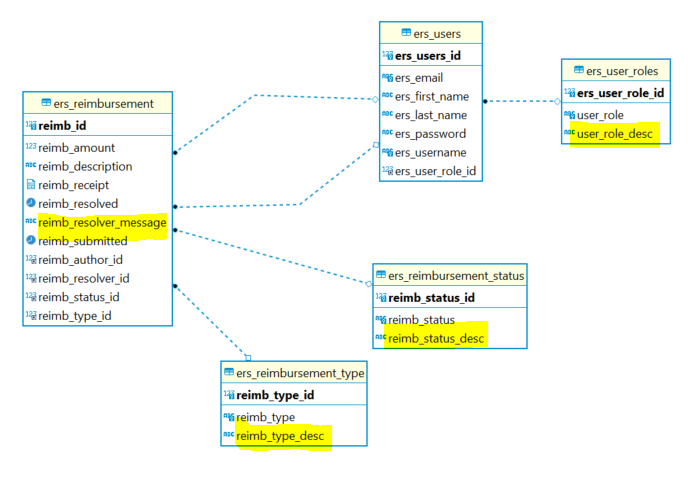 ers_users
ers_users_id
ers_email
ers_first_name
ers_last_name
ers_password
ers_username
ers_user_role_id
ers_user_roles
ers_user_role_id
user_role
user_role_desc
ers_reimbursement
reimb_id
reimb_amount
reimb_description
reimb_receipt
reimb_resolved
reimb_resolver_message
reimb_submitted
reimb_author_id
reimb_resolver_id
reimb_status_id
reimb_type_id
ers_reimbursement_status
reimb_status_id
reimb_status
reimb_status_desc
ers_reimbursement_type
reimb_type_id
reimb_type
reimb_type_desc